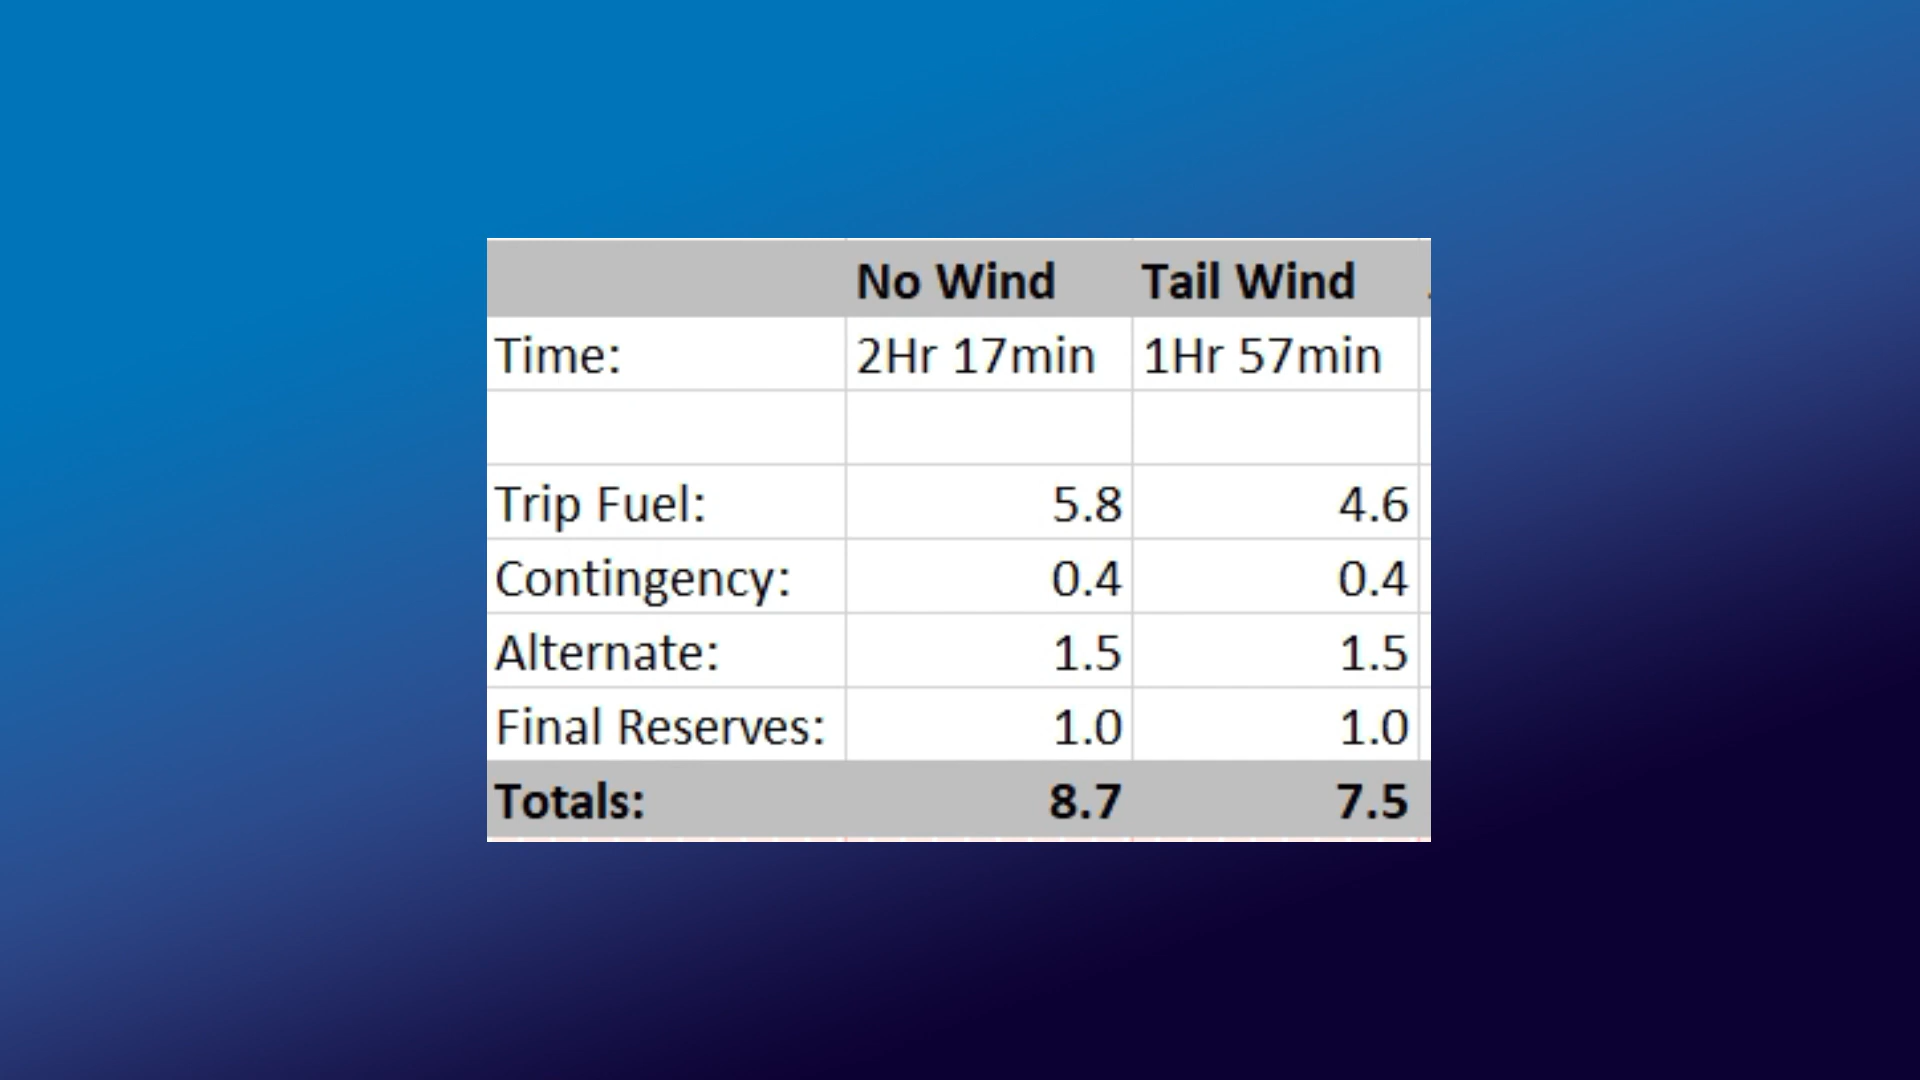 No Wind Tail Wind
Time: 2Hr 17min 1Hr 57min
Trip Fuel: 5.8 4.6
Contingency: 0.4 0.4
Alternate: 1.5 1.5
Final Reserves: 1.0 1.0
Totals: 8.7 7.5